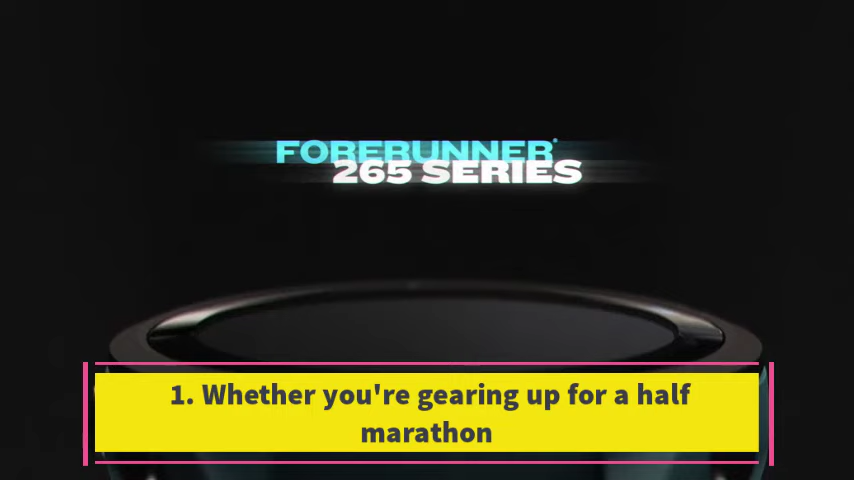 FORERUNNER®
265 SERIES
1. Whether you're gearing up for a half
marathon